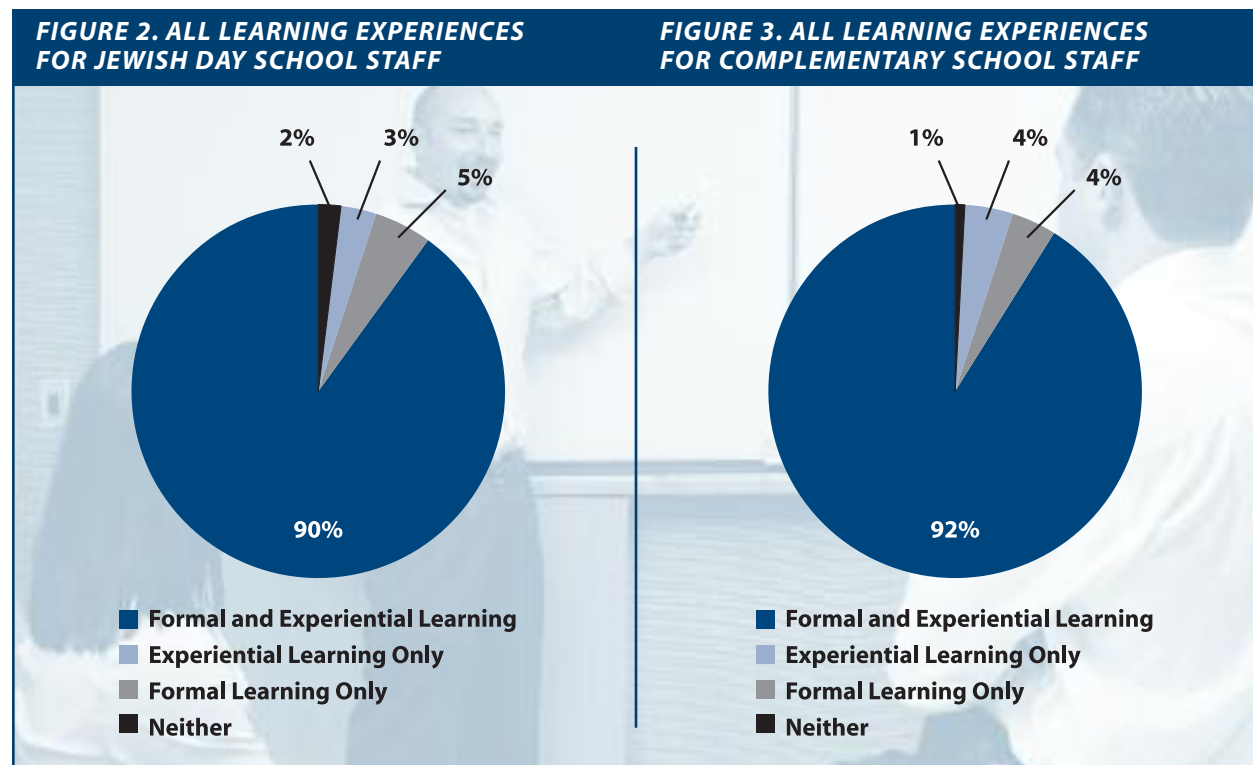 FIGURE 2. ALL LEARNING EXPERIENCES
FOR JEWISH DAY SCHOOL STAFF
2%
3%
5%
90%
Formal and Experiential Learning
Experiential Learning Only
Formal Learning Only
Neither
FIGURE 3. ALL LEARNING EXPERIENCES
FOR COMPLEMENTARY SCHOOL STAFF
1%
4%
4%
92%
Formal and Experiential Learning
Experiential Learning Only
Formal Learning Only
Neither